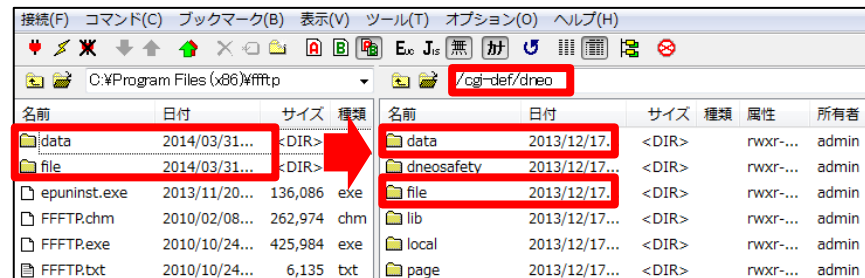 接続(F) コマンド(C) ブックマーク(B) 表示(V) ツール(T) オプション(O) ヘルプ(H)
A B Euc Jis 無 カナ
C:¥Program Files (x86)¥ffftp /cgi-def/dneo
名前 日付 サイズ 種類 名前 日付 サイズ 種類 属性 所有者
data 2014/03/31... <DIR> data 2013/12/17. <DIR> rwxr-... admin
file 2014/03/31... <DIR> dneosafety 2013/12/17... <DIR> rwxr-... admin
epuninst.exe 2013/11/20... 136,086 exe file 2013/12/17. <DIR> rwxr-... admin
FFFTP.chm 2010/02/08... 262,974 chm lib 2013/12/17... <DIR> rwxr-... admin
FFFTP.exe 2010/10/24... 425,984 exe local 2013/12/17... <DIR> rwxr-... admin
FFFTP.txt 2010/10/24... 6,135 txt page 2013/12/17... <DIR> rwxr-... admin